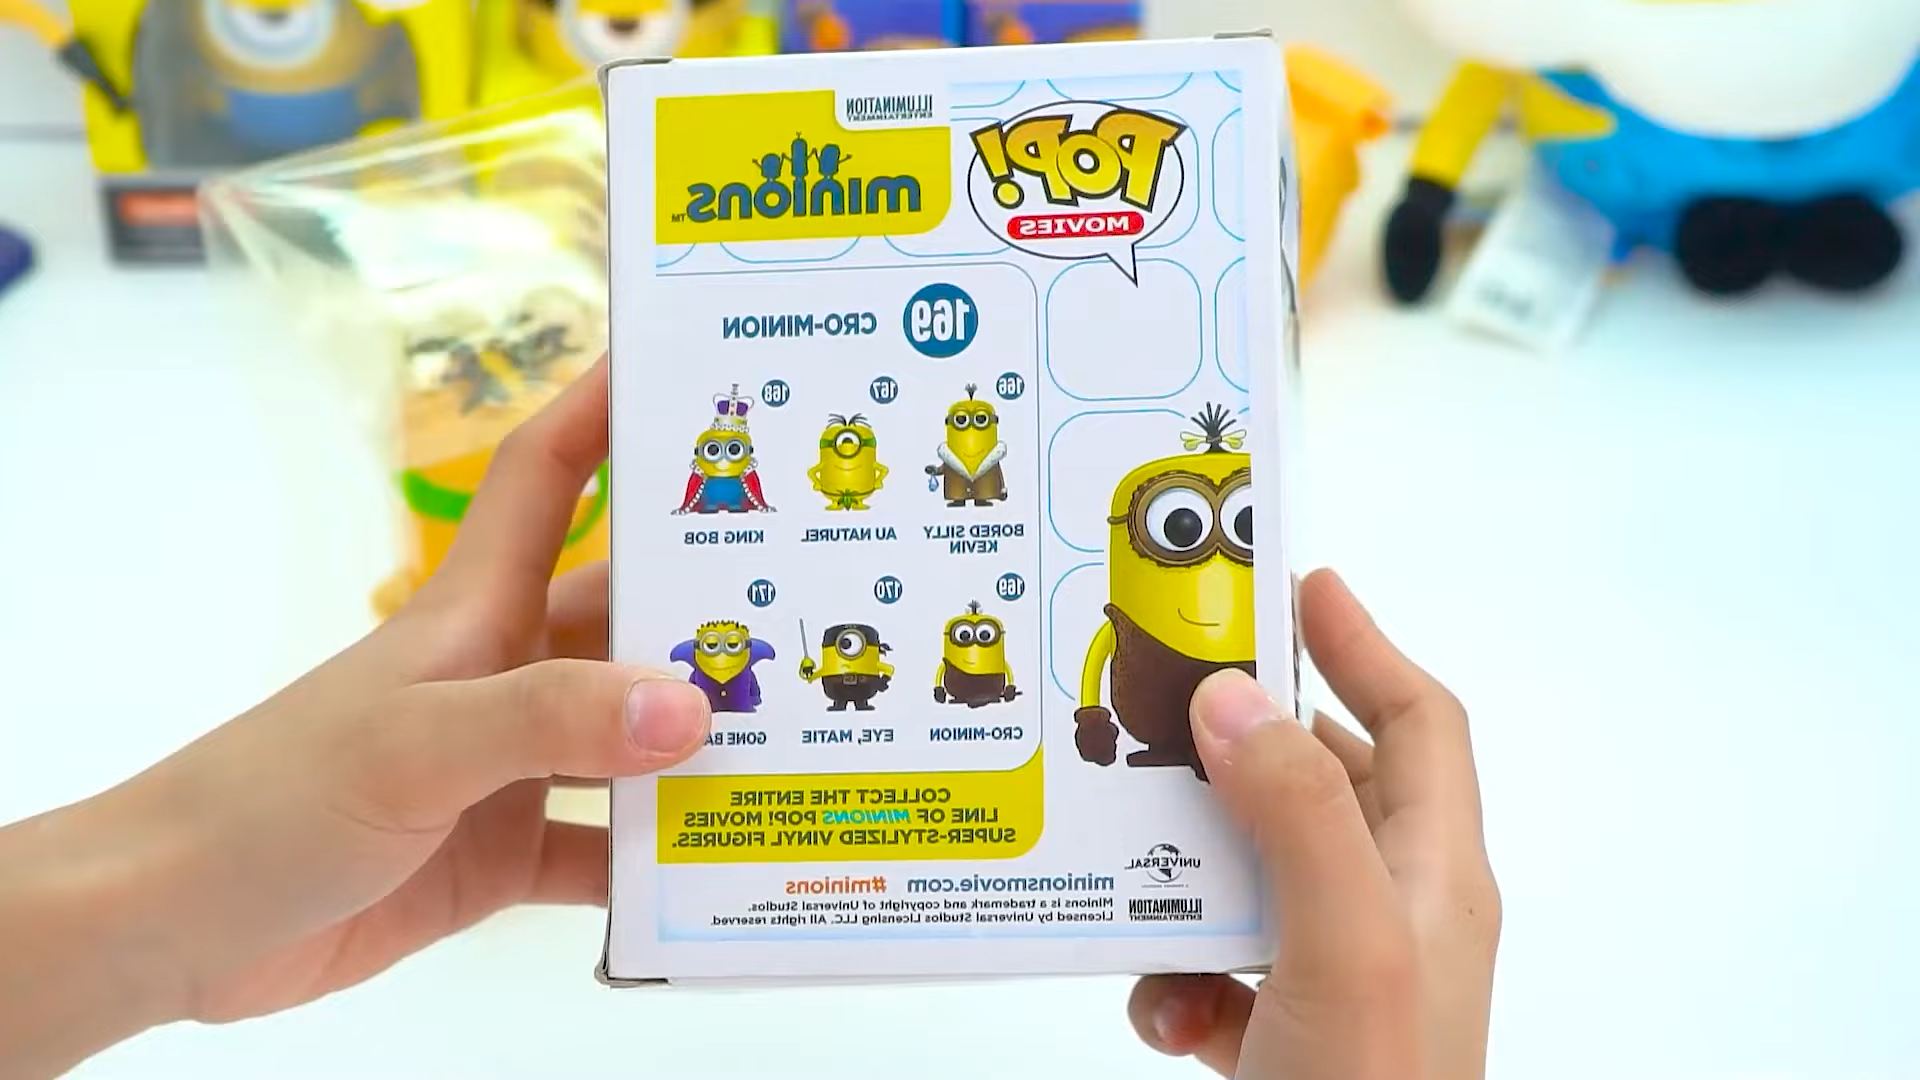 POP!
MOVIES
ILLUMINATION
ENTERTAINMENT
minions™
169 CRO-MINION
166
167
168
BORED SILLY
KEVIN
AU NATUREL
KING BOB
169
170
171
CRO-MINION
EYE, MATIE
GONE
COLLECT THE ENTIRE
LINE OF MINIONS POP! MOVIES
SUPER-STYLIZED VINYL FIGURES.
UNIVERSAL
minionsmovie.com #minions
ILLUMINATION
ENTERTAINMENT
Minions is a trademark and copyright of Universal Studios.
Licensed by Universal Studios Licensing LLC. All rights reserved.